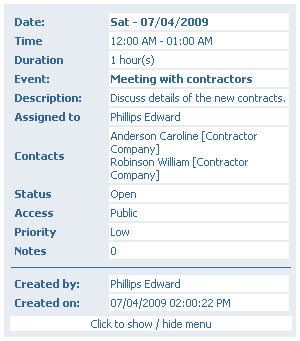 Date: Sat - 07/04/2009
Time 12:00 AM - 01:00 AM
Duration 1 hour(s)
Event: Meeting with contractors
Description: Discuss details of the new contracts.
Assigned to Phillips Edward
Contacts Anderson Caroline [Contractor
Company]
Robinson William [Contractor
Company]
Status Open
Access Public
Priority Low
Notes 0
Created by: Phillips Edward
Created on: 07/04/2009 02:00:22 PM
Click to show / hide menu